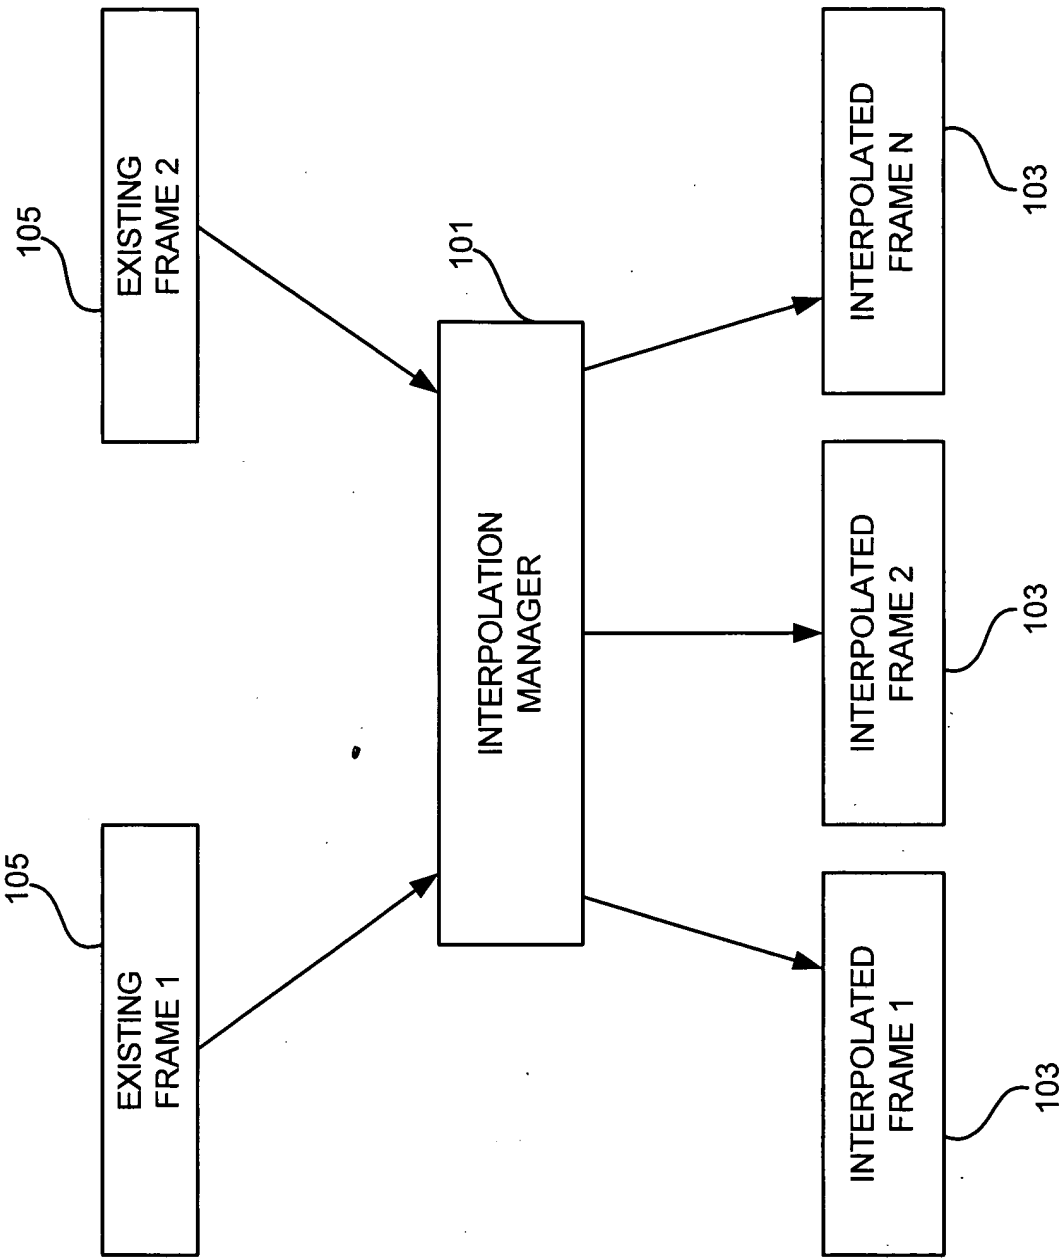 105
EXISTING
FRAME 1
105
EXISTING
FRAME 2
101
INTERPOLATION
MANAGER
INTERPOLATED
FRAME 1
103
INTERPOLATED
FRAME 2
103
INTERPOLATED
FRAME N
103